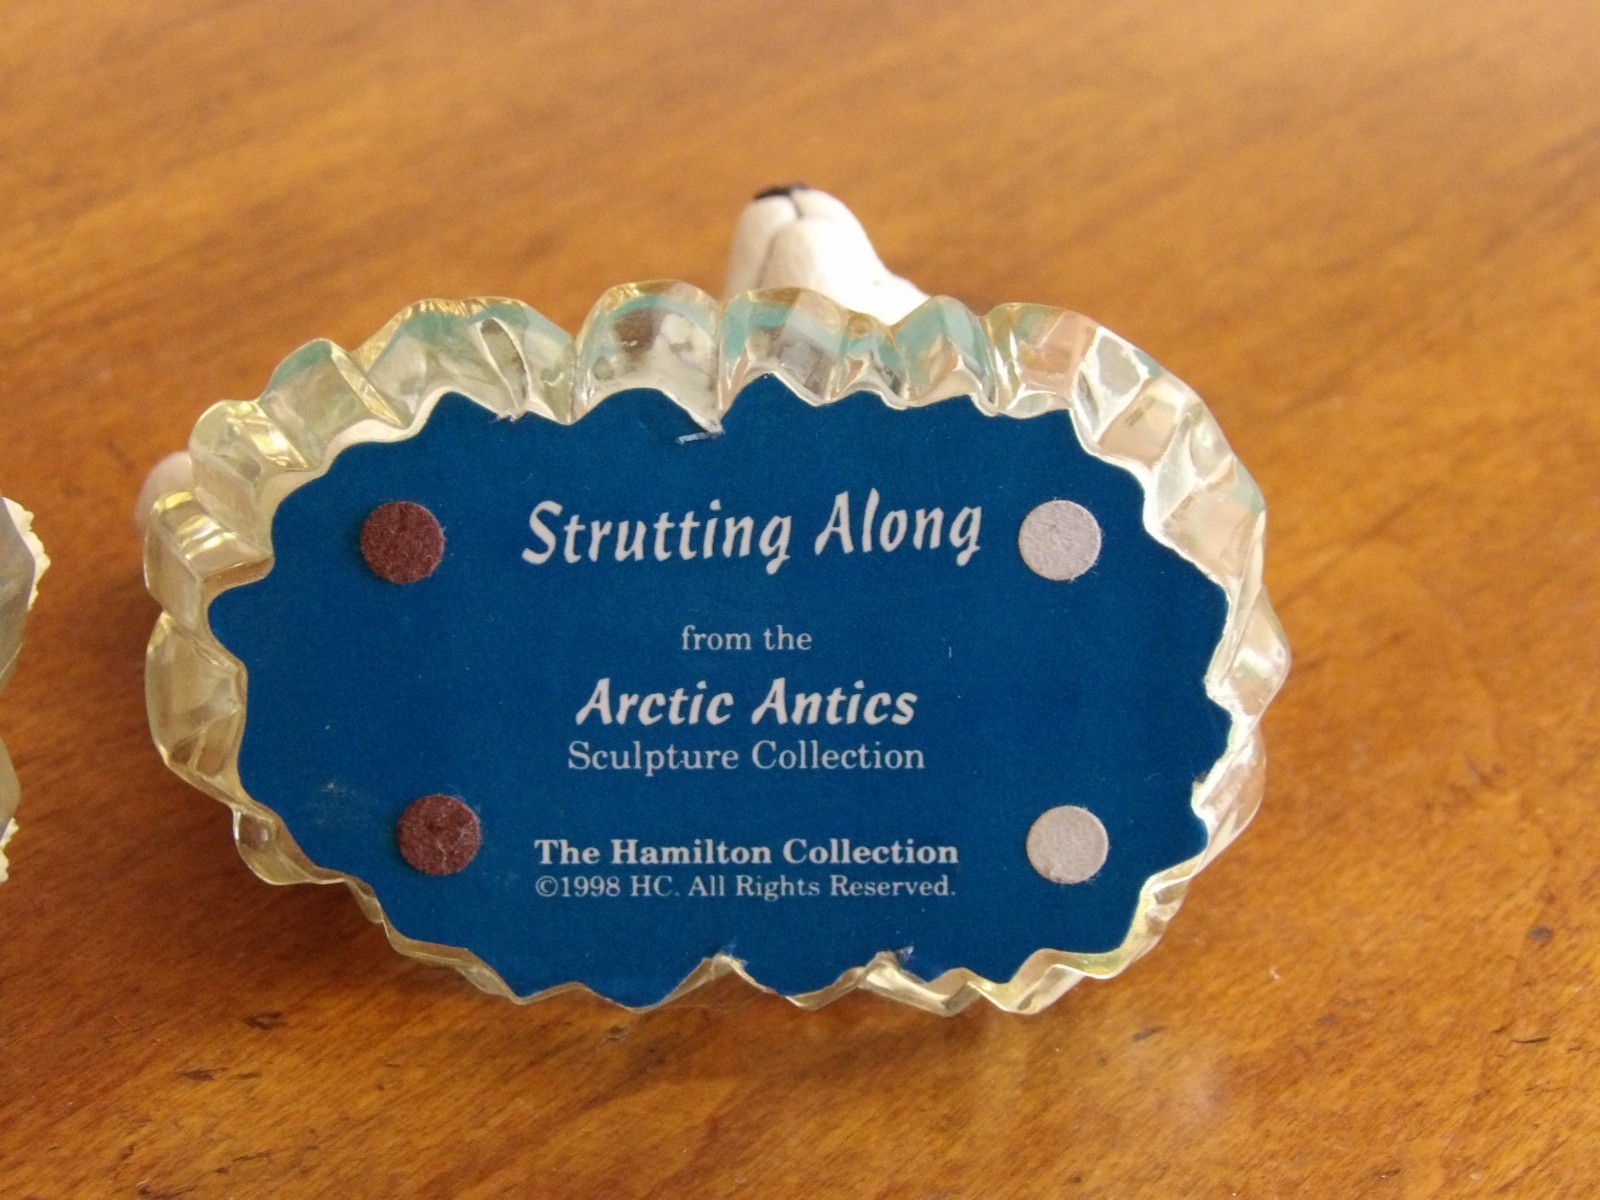 Strutting Along
from the
Arctic Antics
Sculpture Collection
The Hamilton Collection
©1998 HC. All Rights Reserved.